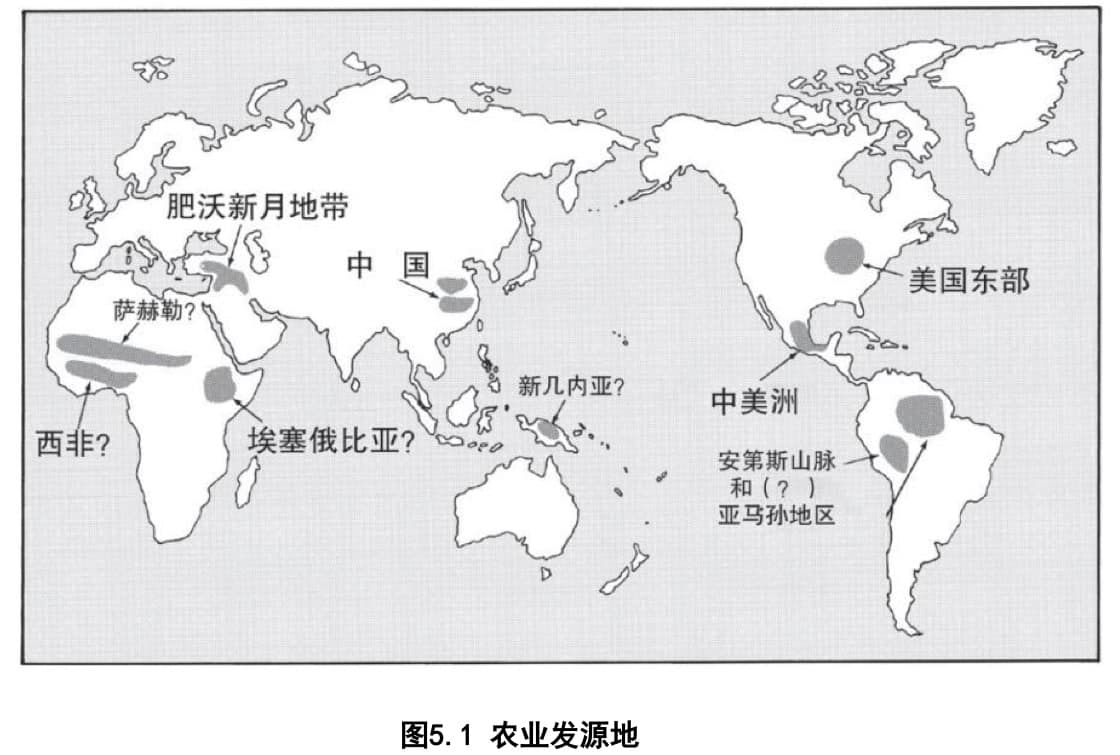 肥沃新月地带
中 国
萨赫勒?
美国东部
新几内亚?
中美洲
西非?
埃塞俄比亚?
安第斯山脉
和(?)
亚马孙地区
图5.1 农业发源地